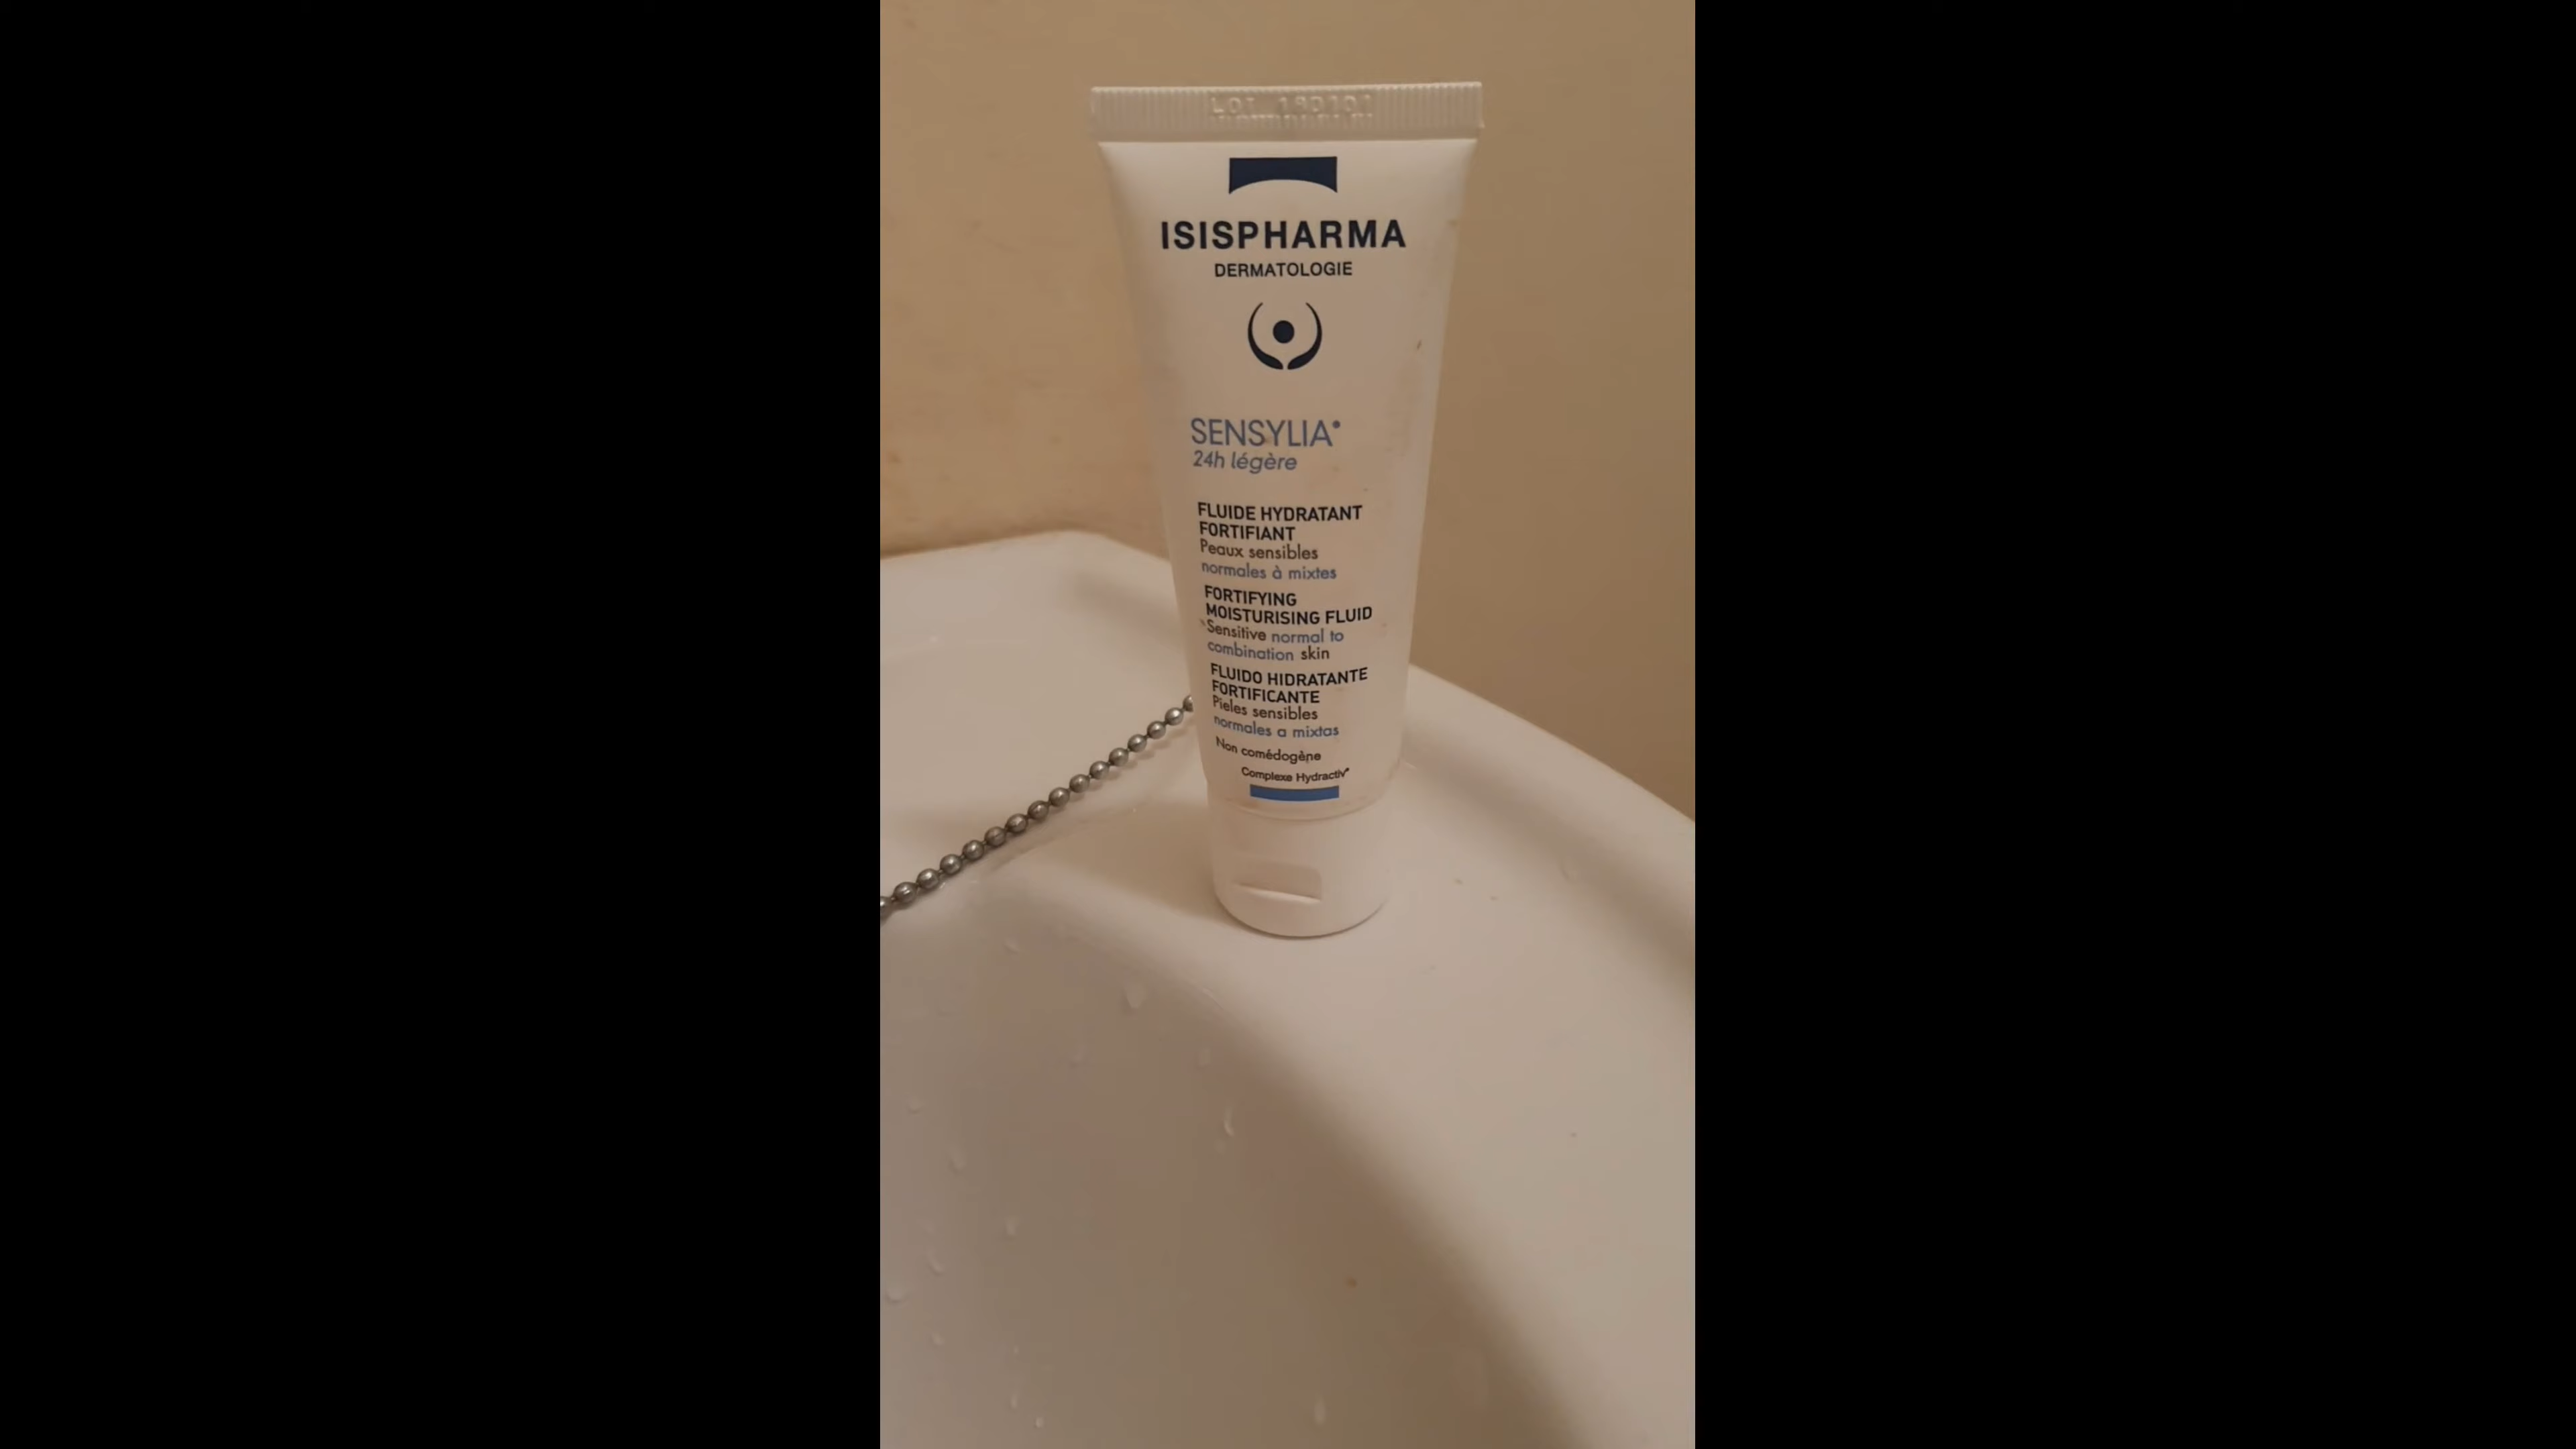 ISISPHARMA
DERMATOLOGIE
SENSYLIA®
24h légère
FLUIDE HYDRATANT
FORTIFIANT
Peaux sensibles
normales à mixtes
FORTIFYING
MOISTURISING FLUID
Sensitive normal to
combination skin
FLUIDO HIDRATANTE
FORTIFICANTE
Pieles sensibles
normales a mixtas
Non comédogène
Complexe Hydractiv®